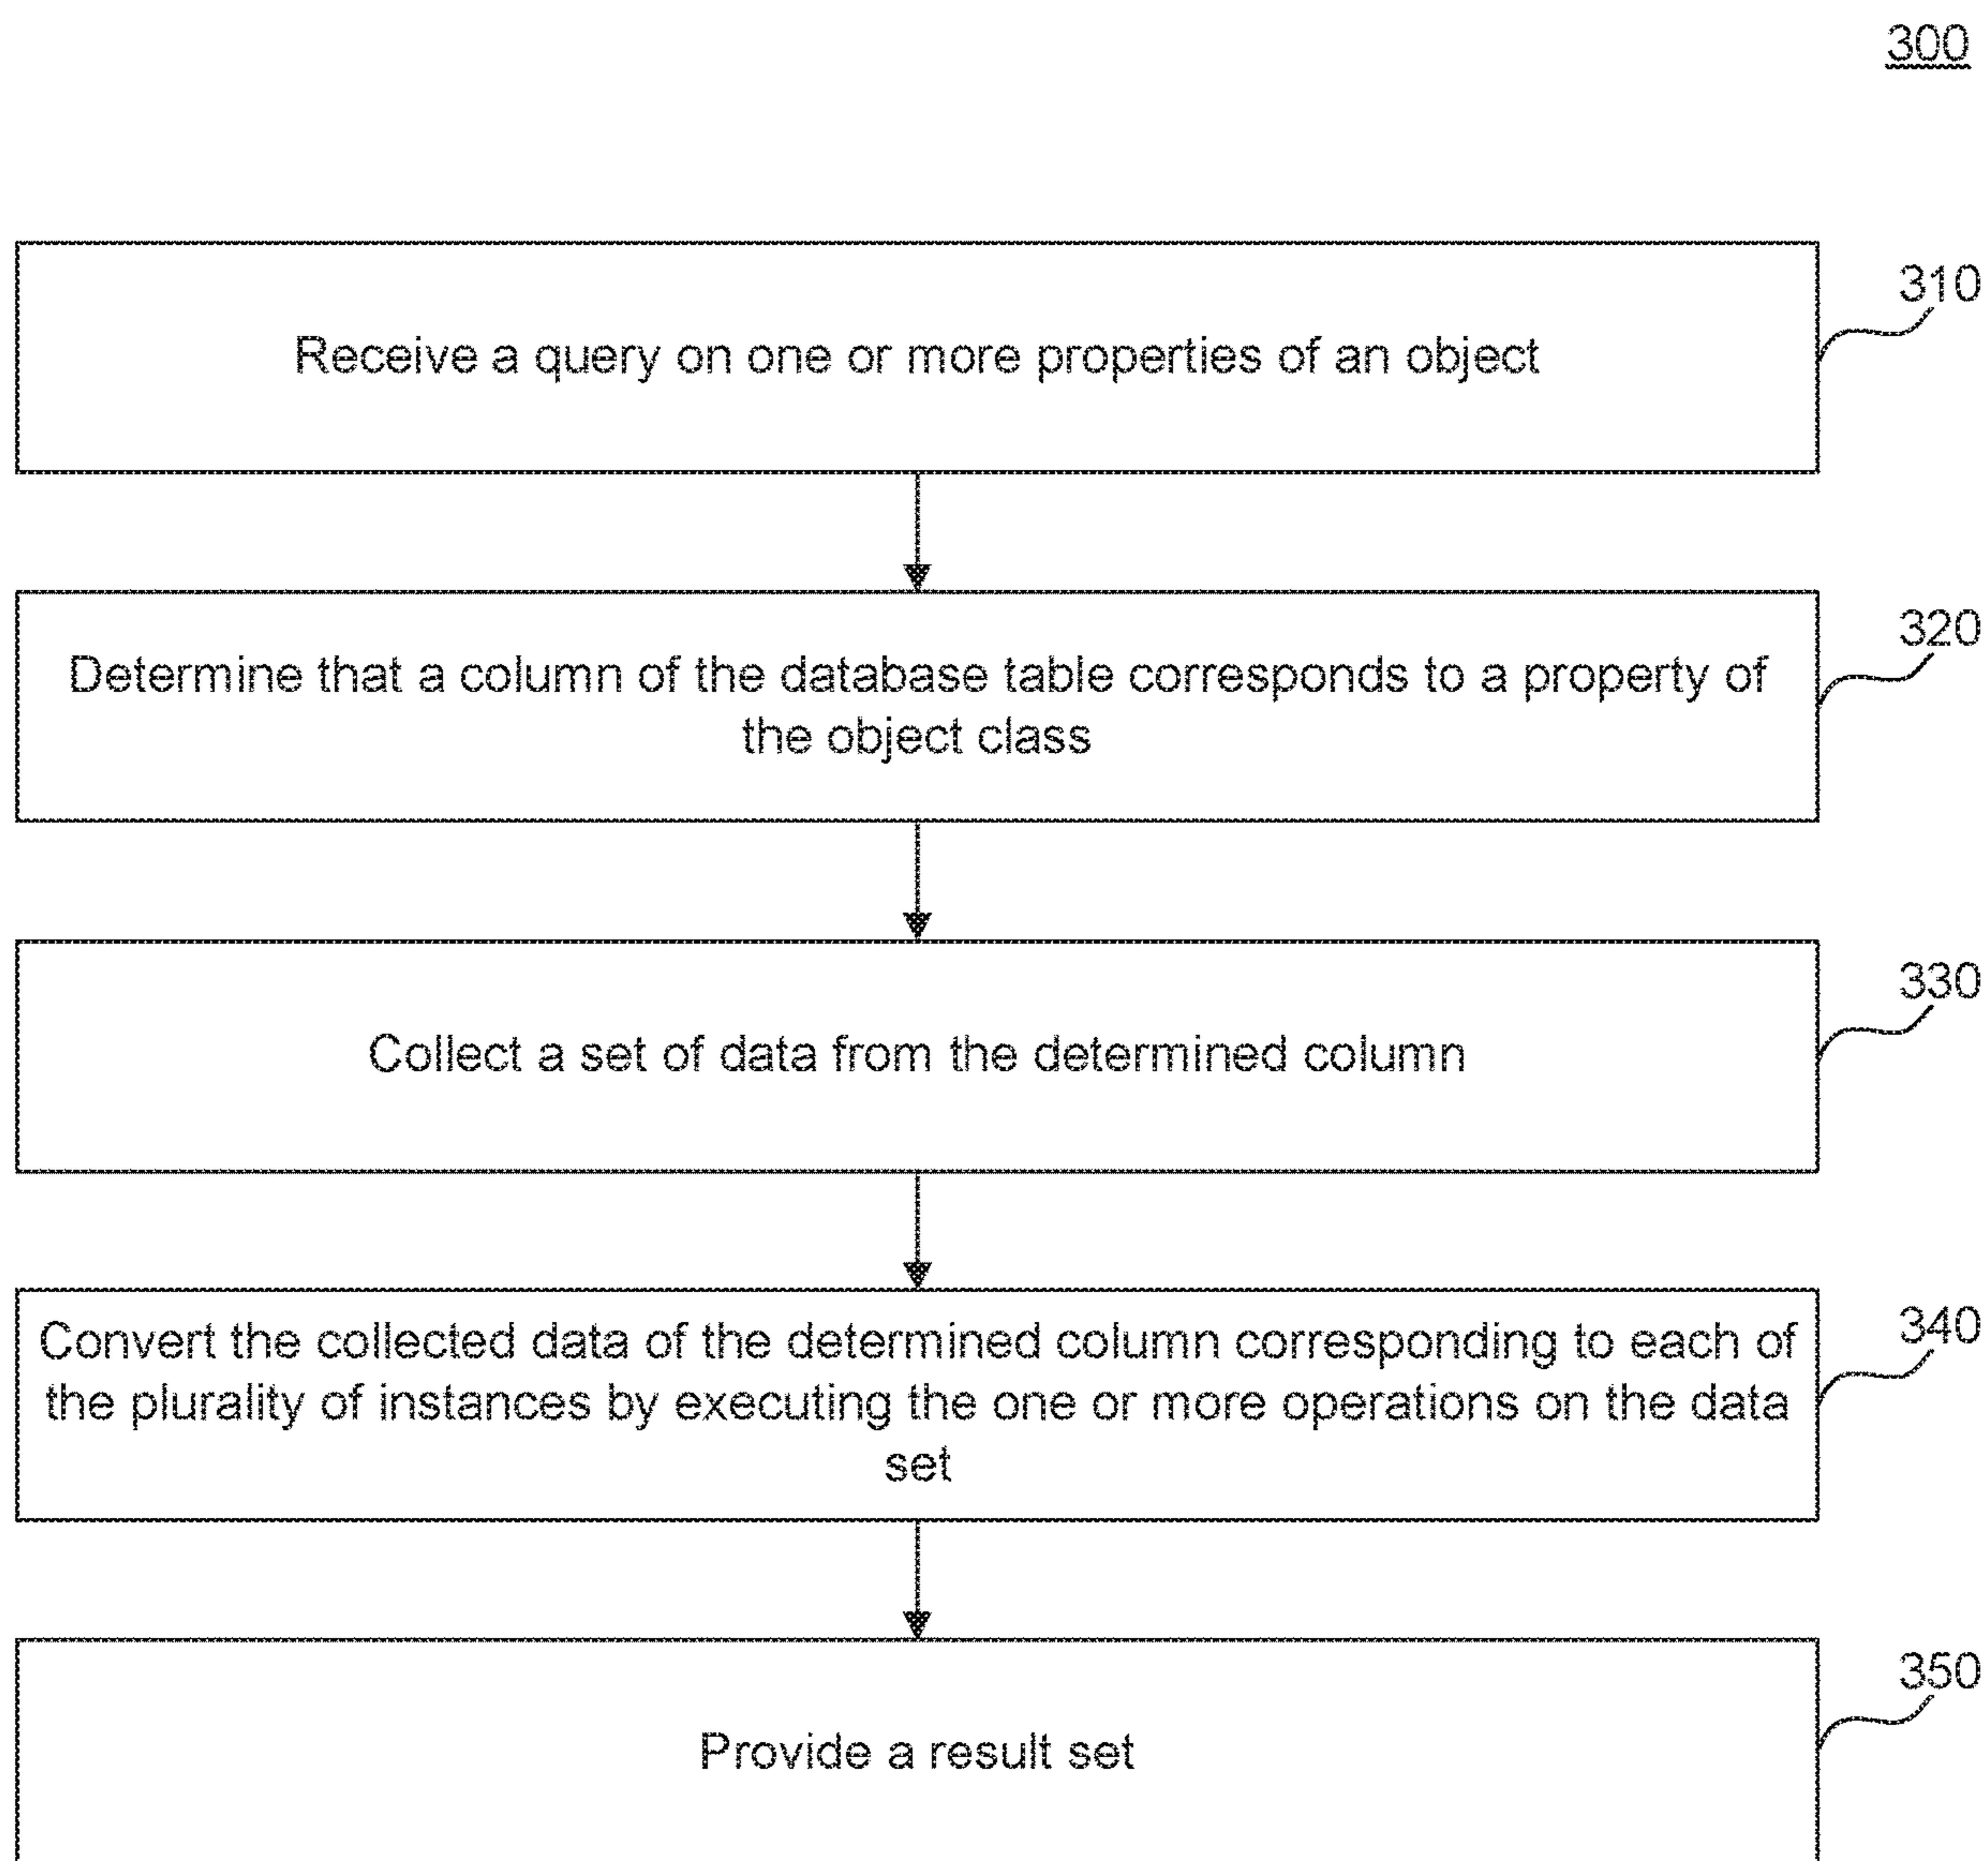 300
310
Receive a query on one or more properties of an object
320
Determine that a column of the database table corresponds to a property of
the object class
330
Collect a set of data from the determined column
340
Convert the collected data of the determined column corresponding to each of
the plurality of instances by executing the one or more operations on the data
set
350
Provide a result set